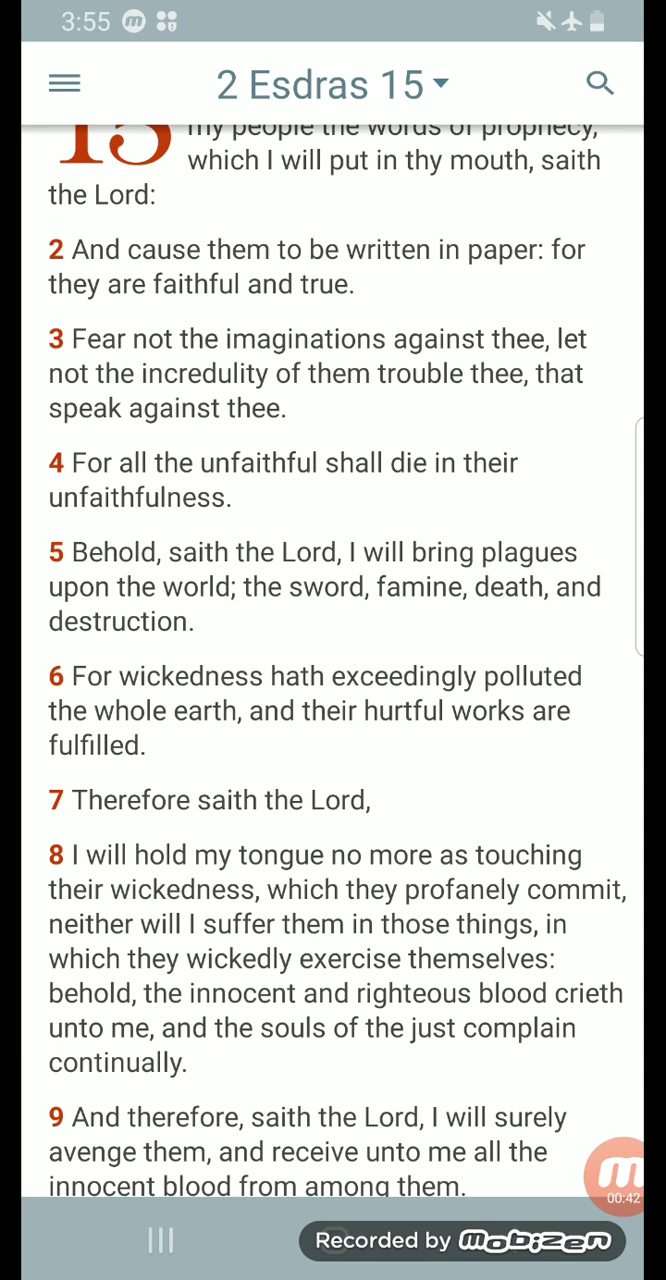 3:55
2 Esdras 15
15 my people the words of prophecy,
which I will put in thy mouth, saith
the Lord:
2 And cause them to be written in paper: for
they are faithful and true.
3 Fear not the imaginations against thee, let
not the incredulity of them trouble thee, that
speak against thee.
4 For all the unfaithful shall die in their
unfaithfulness.
5 Behold, saith the Lord, I will bring plagues
upon the world; the sword, famine, death, and
destruction.
6 For wickedness hath exceedingly polluted
the whole earth, and their hurtful works are
fulfilled.
7 Therefore saith the Lord,
8 I will hold my tongue no more as touching
their wickedness, which they profanely commit,
neither will I suffer them in those things, in
which they wickedly exercise themselves:
behold, the innocent and righteous blood crieth
unto me, and the souls of the just complain
continually.
9 And therefore, saith the Lord, I will surely
avenge them, and receive unto me all the
innocent blood from among them.
00:42
Recorded by mobizen